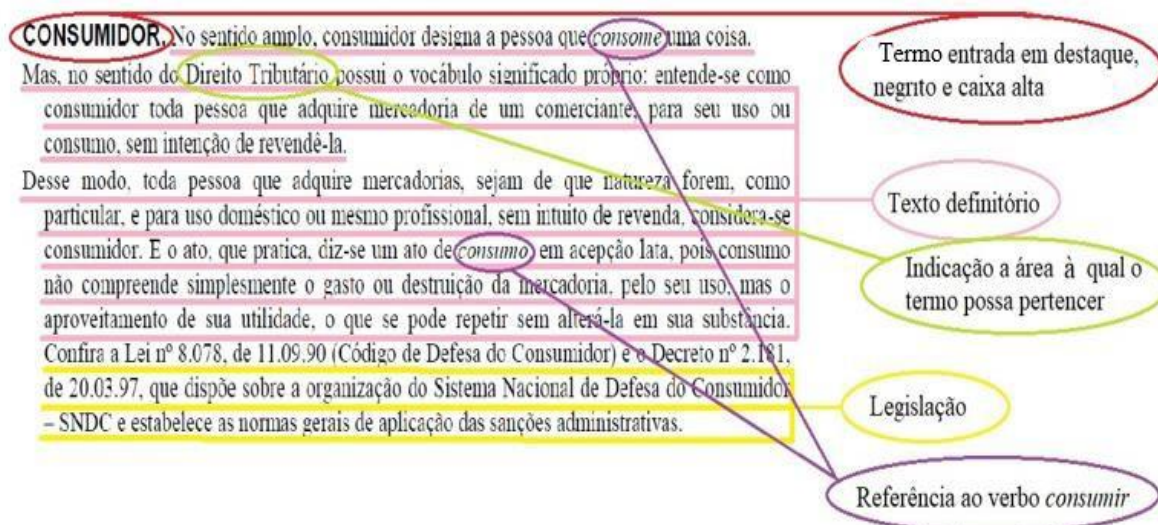 CONSUMIDOR. No sentido amplo, consumidor designa a pessoa que consome uma coisa.
Mas, no sentido do Direito Tributário possui o vocábulo significado próprio: entende-se como
consumidor toda pessoa que adquire mercadoria de um comerciante, para seu uso ou
consumo, sem intenção de revendê-la.
Desse modo, toda pessoa que adquire mercadorias, sejam de que natureza forem, como
particular, e para uso doméstico ou mesmo profissional, sem intuito de revenda, considera-se
consumidor. E o ato, que pratica, diz-se um ato de consumo em acepção lata, pois consumo
não compreende simplesmente o gasto ou destruição da mercadoria, pelo seu uso, mas o
aproveitamento de sua utilidade, o que se pode repetir sem alterá-la em sua substância.
Confira a Lei nº 8.078, de 11.09.90 (Código de Defesa do Consumidor) e o Decreto nº 2.181,
de 20.03.97, que dispõe sobre a organização do Sistema Nacional de Defesa do Consumidor
– SNDC e estabelece as normas gerais de aplicação das sanções administrativas.
Termo entrada em destaque,
negrito e caixa alta
Texto definitório
Indicação a área à qual o
termo possa pertencer
Legislação
Referência ao verbo consumir